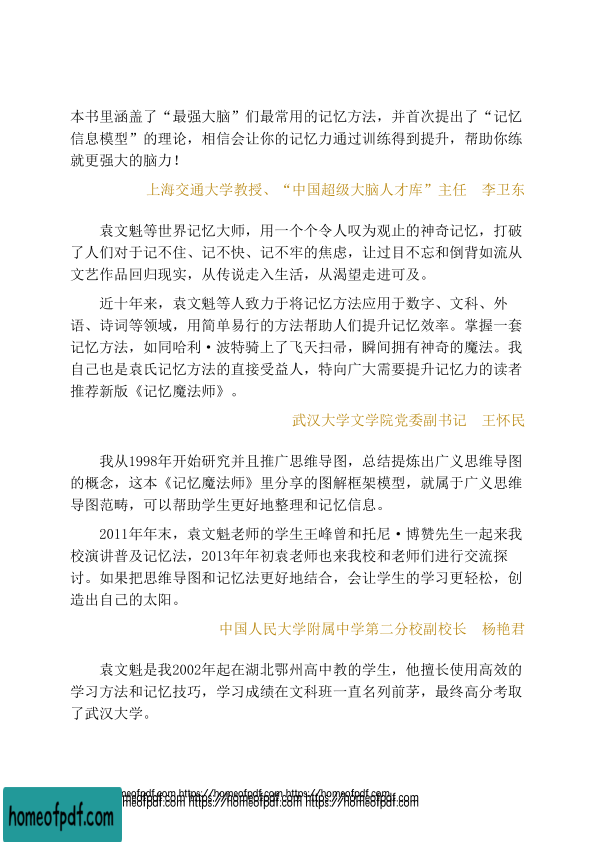 本书里涵盖了“最强大脑”们最常用的记忆方法，并首次提出了“记忆
信息模型”的理论，相信会让你的记忆力通过训练得到提升，帮助你练
就更强大的脑力！
上海交通大学教授、“中国超级大脑人才库”主任　李卫东
袁文魁等世界记忆大师，用一个个令人叹为观止的神奇记忆，打破
了人们对于记不住、记不快、记不牢的焦虑，让过目不忘和倒背如流从
文艺作品回归现实，从传说走入生活，从渴望走进可及。
近十年来，袁文魁等人致力于将记忆方法应用于数字、文科、外
语、诗词等领域，用简单易行的方法帮助人们提升记忆效率。掌握一套
记忆方法，如同哈利·波特骑上了飞天扫帚，瞬间拥有神奇的魔法。我
自己也是袁氏记忆方法的直接受益人，特向广大需要提升记忆力的读者
推荐新版《记忆魔法师》。
武汉大学文学院党委副书记　王怀民
我从1998年开始研究并且推广思维导图，总结提炼出广义思维导图
的概念，这本《记忆魔法师》里分享的图解框架模型，就属于广义思维
导图范畴，可以帮助学生更好地整理和记忆信息。
2011年年末，袁文魁老师的学生王峰曾和托尼·博赞先生一起来我
校演讲普及记忆法，2013年年初袁老师也来我校和老师们进行交流探
讨。如果把思维导图和记忆法更好地结合，会让学生的学习更轻松，创
造出自己的太阳。
中国人民大学附属中学第二分校副校长　杨艳君
袁文魁是我2002年起在湖北鄂州高中教的学生，他擅长使用高效的
学习方法和记忆技巧，学习成绩在文科班一直名列前茅，最终高分考取
了武汉大学。
homeofpdf.com https://homeofpdf.com https://homeofpdf.com
homeofpdf.com https://homeofpdf.com https://homeofpdf.com
homeofpdf.com